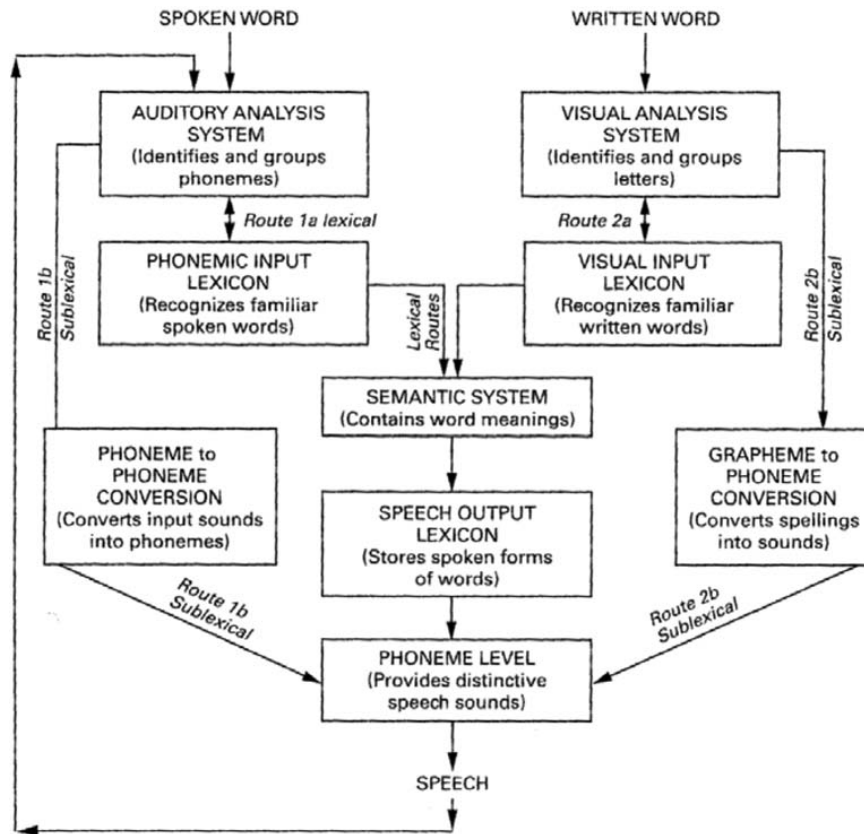 SPOKEN WORD
WRITTEN WORD
AUDITORY ANALYSIS
SYSTEM
(Identifies and groups
phonemes)
VISUAL ANALYSIS
SYSTEM
(Identifies and groups
letters)
Route 1a lexical
Route 2a
Route 1b
Sublexical
PHONEMIC INPUT
LEXICON
(Recognizes familiar
spoken words)
Lexical
Routes
VISUAL INPUT
LEXICON
(Recognizes familiar
written words)
Route 2b
Sublexical
SEMANTIC SYSTEM
(Contains word meanings)
PHONEME to
PHONEME
CONVERSION
(Converts input sounds
into phonemes)
SPEECH OUTPUT
LEXICON
(Stores spoken forms
of words)
GRAPHEME to
PHONEME
CONVERSION
(Converts spellings
into sounds)
Route 1b
Sublexical
Route 2b
Sublexical
PHONEME LEVEL
(Provides distinctive
speech sounds)
SPEECH